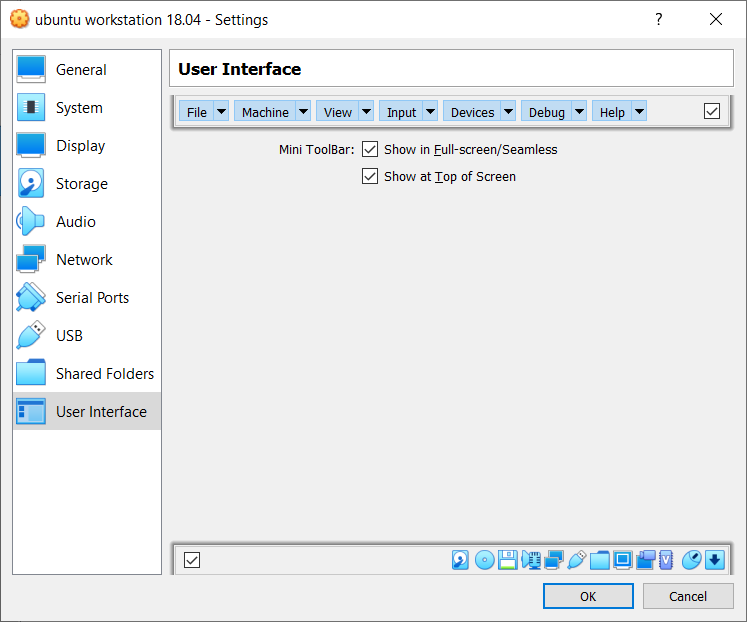 ubuntu workstation 18.04 - Settings ?
General
System
Display
Storage
Audio
Network
Serial Ports
USB
Shared Folders
User Interface
User Interface
File Machine View Input Devices Debug Help
Mini ToolBar: Show in Full-screen/Seamless
Show at Top of Screen
V
OK Cancel